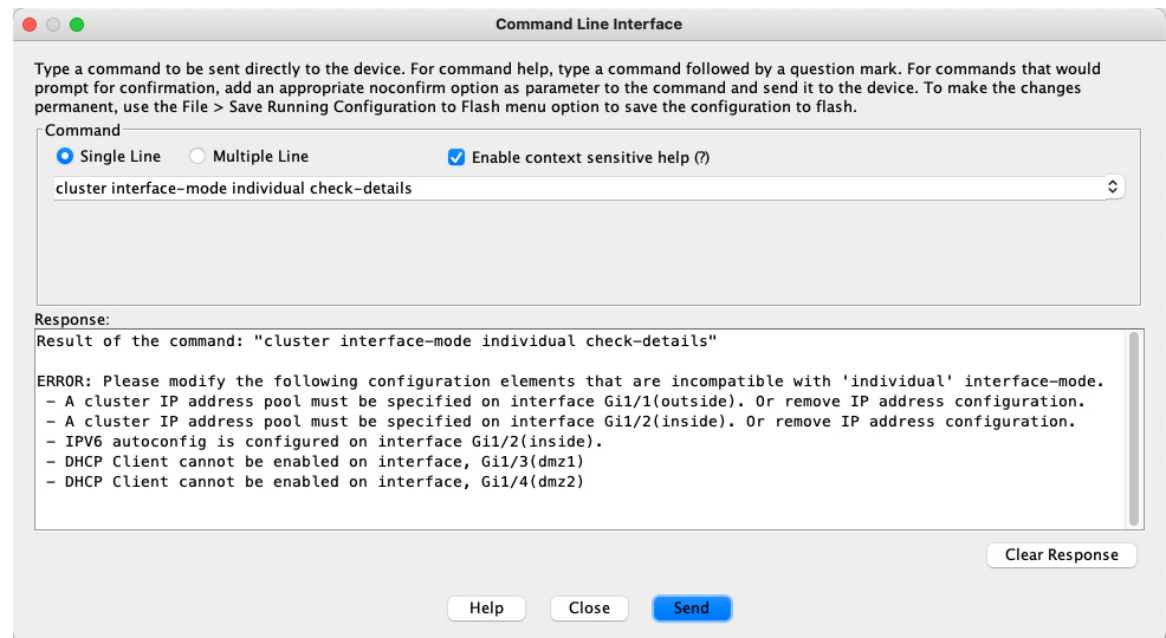 Command Line Interface
Type a command to be sent directly to the device. For command help, type a command followed by a question mark. For commands that would
prompt for confirmation, add an appropriate noconfirm option as parameter to the command and send it to the device. To make the changes
permanent, use the File > Save Running Configuration to Flash menu option to save the configuration to flash.
Command
Single Line Multiple Line Enable context sensitive help (?)
cluster interface-mode individual check-details
Response:
Result of the command: "cluster interface-mode individual check-details"
ERROR: Please modify the following configuration elements that are incompatible with 'individual' interface-mode.
- A cluster IP address pool must be specified on interface Gi1/1(outside). Or remove IP address configuration.
- A cluster IP address pool must be specified on interface Gi1/2(inside). Or remove IP address configuration.
- IPV6 autoconfig is configured on interface Gi1/2(inside).
- DHCP Client cannot be enabled on interface, Gi1/3(dmz1)
- DHCP Client cannot be enabled on interface, Gi1/4(dmz2)
Clear Response
Help Close Send